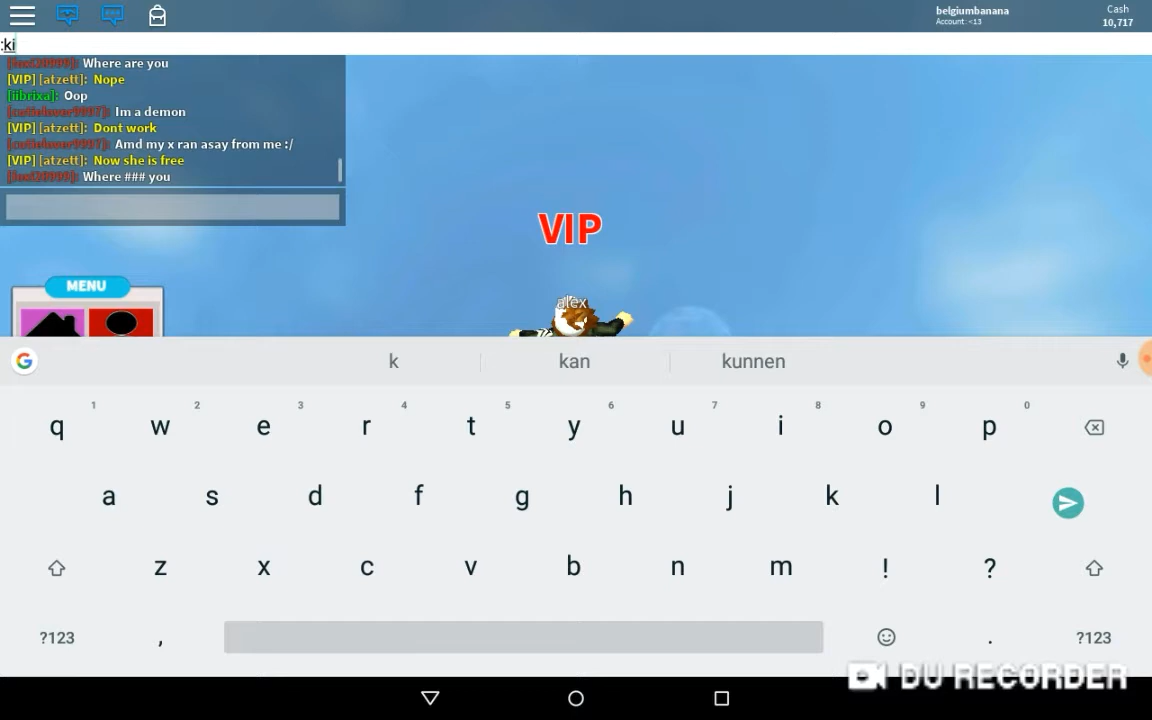 belgiumbanana
Account: <13
Cash
10,717
:ki
Where are you
[VIP] [atzett]: Nope
[iibrixa]: Oop
Im a demon
[VIP] [atzett]: Dont work
Amd my x ran asay from me :/
[VIP] [atzett]: Now she is free
Where ### you
VIP
alex
MENU
G
k kan kunnen
1 2 3 4 5 6 7 8 9 0
q w e r t y u i o p
a s d f g h j k l
z x c v b n m ! ?
?123 , . ?123
DU RECORDER